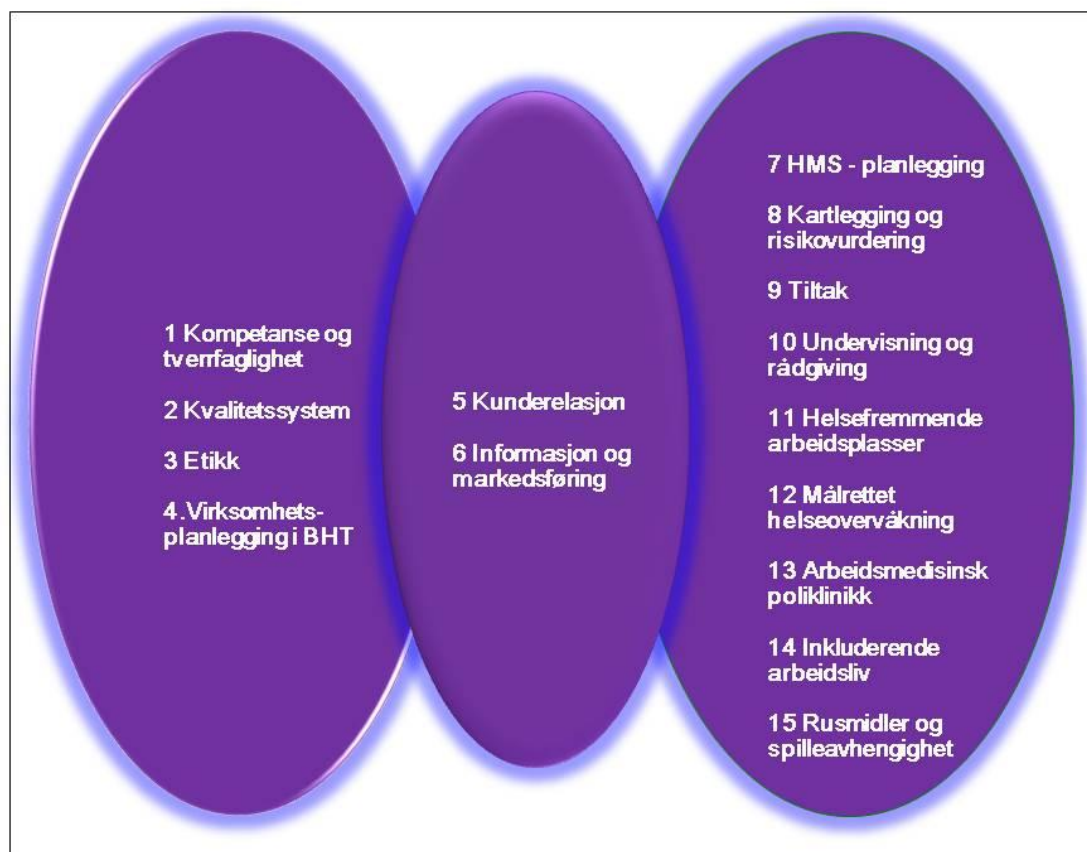 1 Kompetanse og
tverrfaglighet
2 Kvalitetssystem
3 Etikk
4.Virksomhets-
planlegging i BHT
5 Kunderelasjon
6 Informasjon og
markedsføring
7 HMS - planlegging
8 Kartlegging og
risikovurdering
9 Tiltak
10 Undervisning og
rådgiving
11 Helsefremmende
arbeidsplasser
12 Målrettet
helseovervåkning
13 Arbeidsmedisinsk
poliklinikk
14 Inkluderende
arbeidsliv
15 Rusmidler og
spilleavhengighet